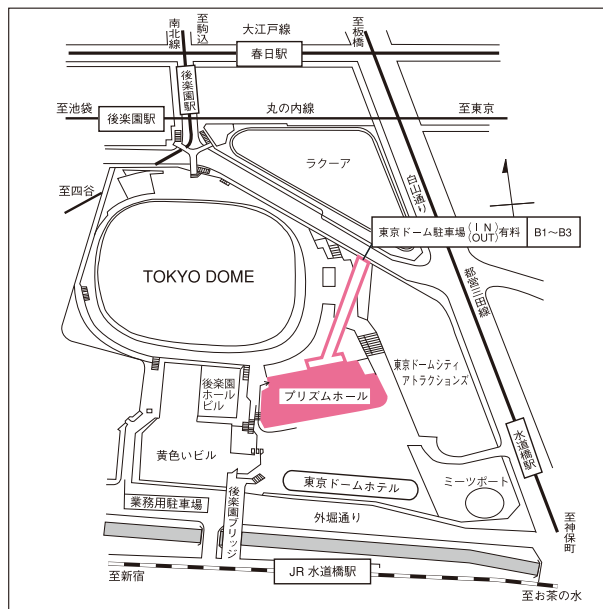 南北線
至駒込
大江戸線
至板橋
春日駅
後楽園駅
至池袋
後楽園駅
丸の内線
至東京
ラクーア
白山通り
至四谷
東京ドーム駐車場(IN OUT)有料 B1〜B3
TOKYO DOME
都営三田線
東京ドームシティ
アトラクションズ
後楽園
ホール
ビル
プリズムホール
水道橋駅
黄色いビル
東京ドームホテル
ミーツポート
業務用駐車場
後楽園ブリッジ
外堀通り
至神保町
至新宿
JR 水道橋駅
至お茶の水